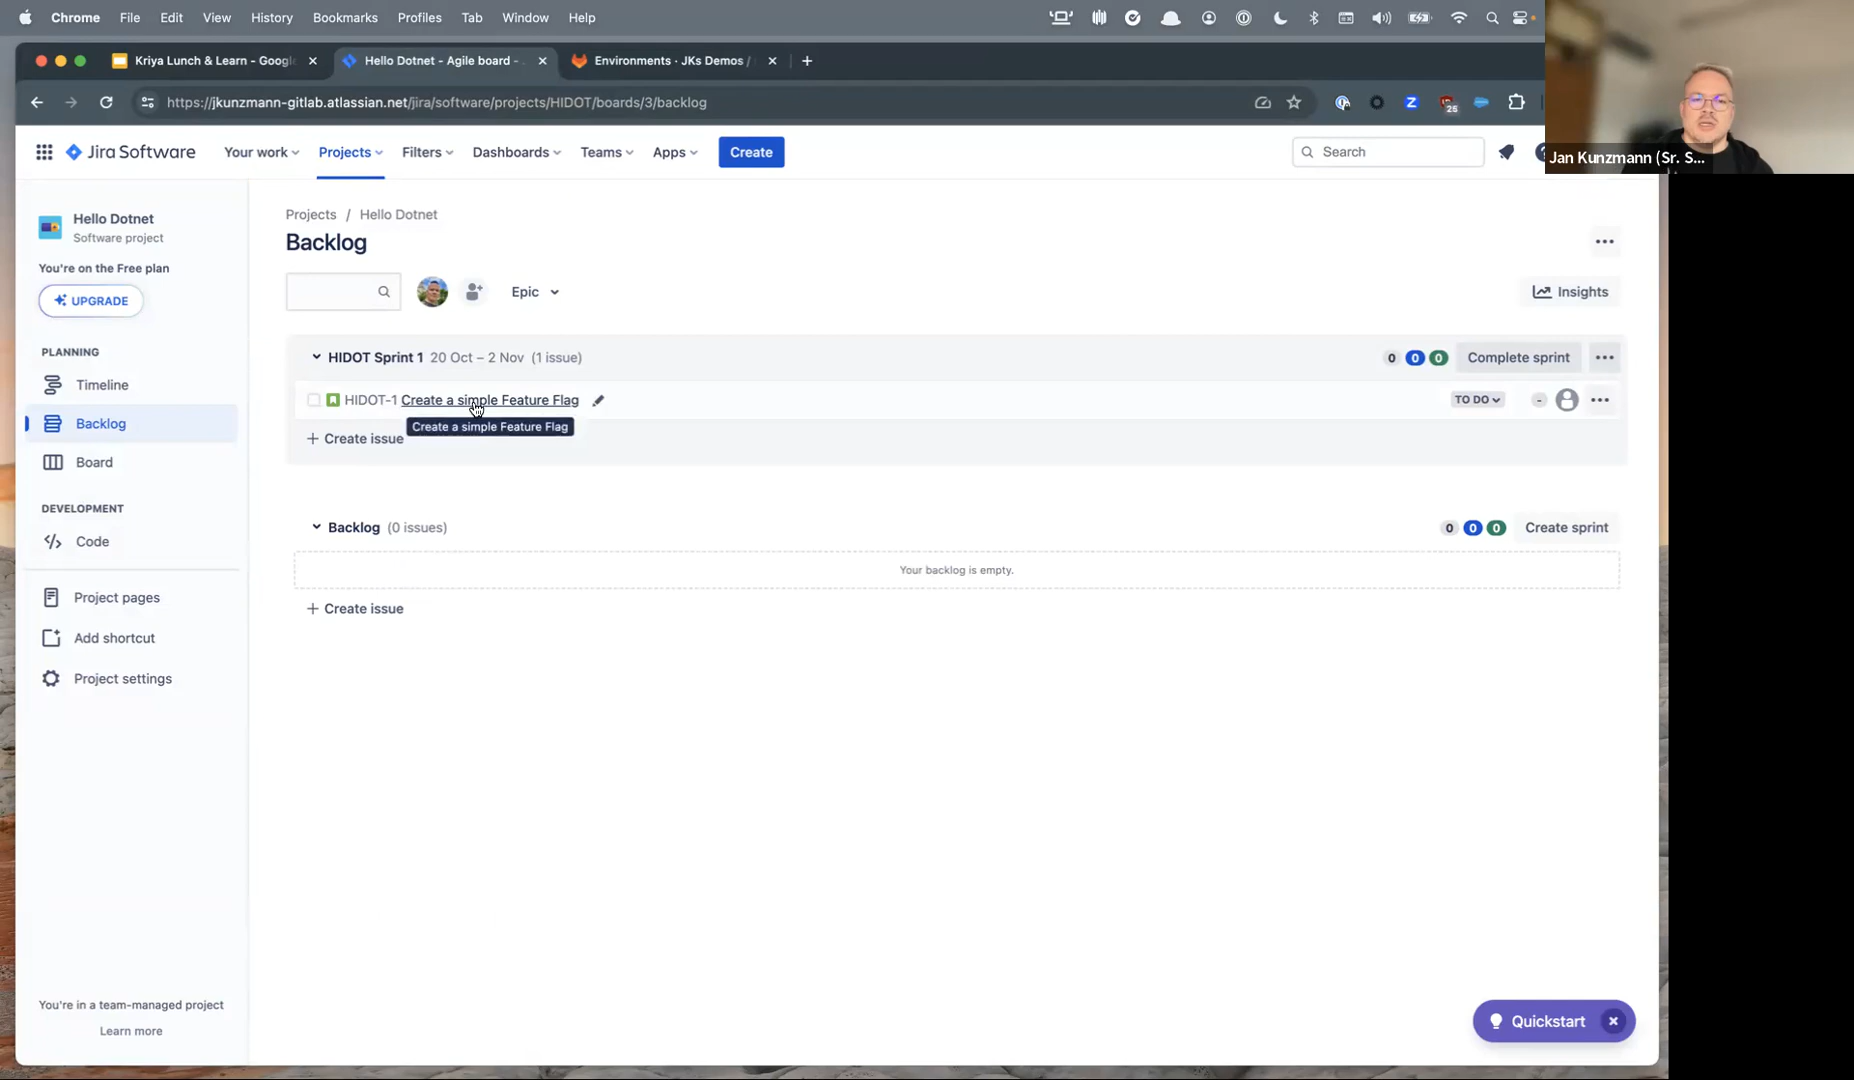 Chrome File Edit View History Bookmarks Profiles Tab Window Help
Kriya Lunch & Learn - Google
Hello Dotnet - Agile board -
Environments · JKs Demos /
https://jkunzmann-gitlab.atlassian.net/jira/software/projects/HIDOT/boards/3/backlog
Z
25
Jira Software Your work Projects Filters Dashboards Teams Apps Create Search
Jan Kunzmann (Sr. S...
Hello Dotnet
Software project
You're on the Free plan
UPGRADE
PLANNING
Timeline
Backlog
Board
DEVELOPMENT
Code
Project pages
Add shortcut
Project settings
You're in a team-managed project
Learn more
Projects / Hello Dotnet
Backlog
Epic
Insights
HIDOT Sprint 1 20 Oct – 2 Nov (1 issue) 0 0 0 Complete sprint
HIDOT-1 Create a simple Feature Flag TO DO -
Create a simple Feature Flag
+ Create issue
Backlog (0 issues) 0 0 0 Create sprint
Your backlog is empty.
+ Create issue
Quickstart